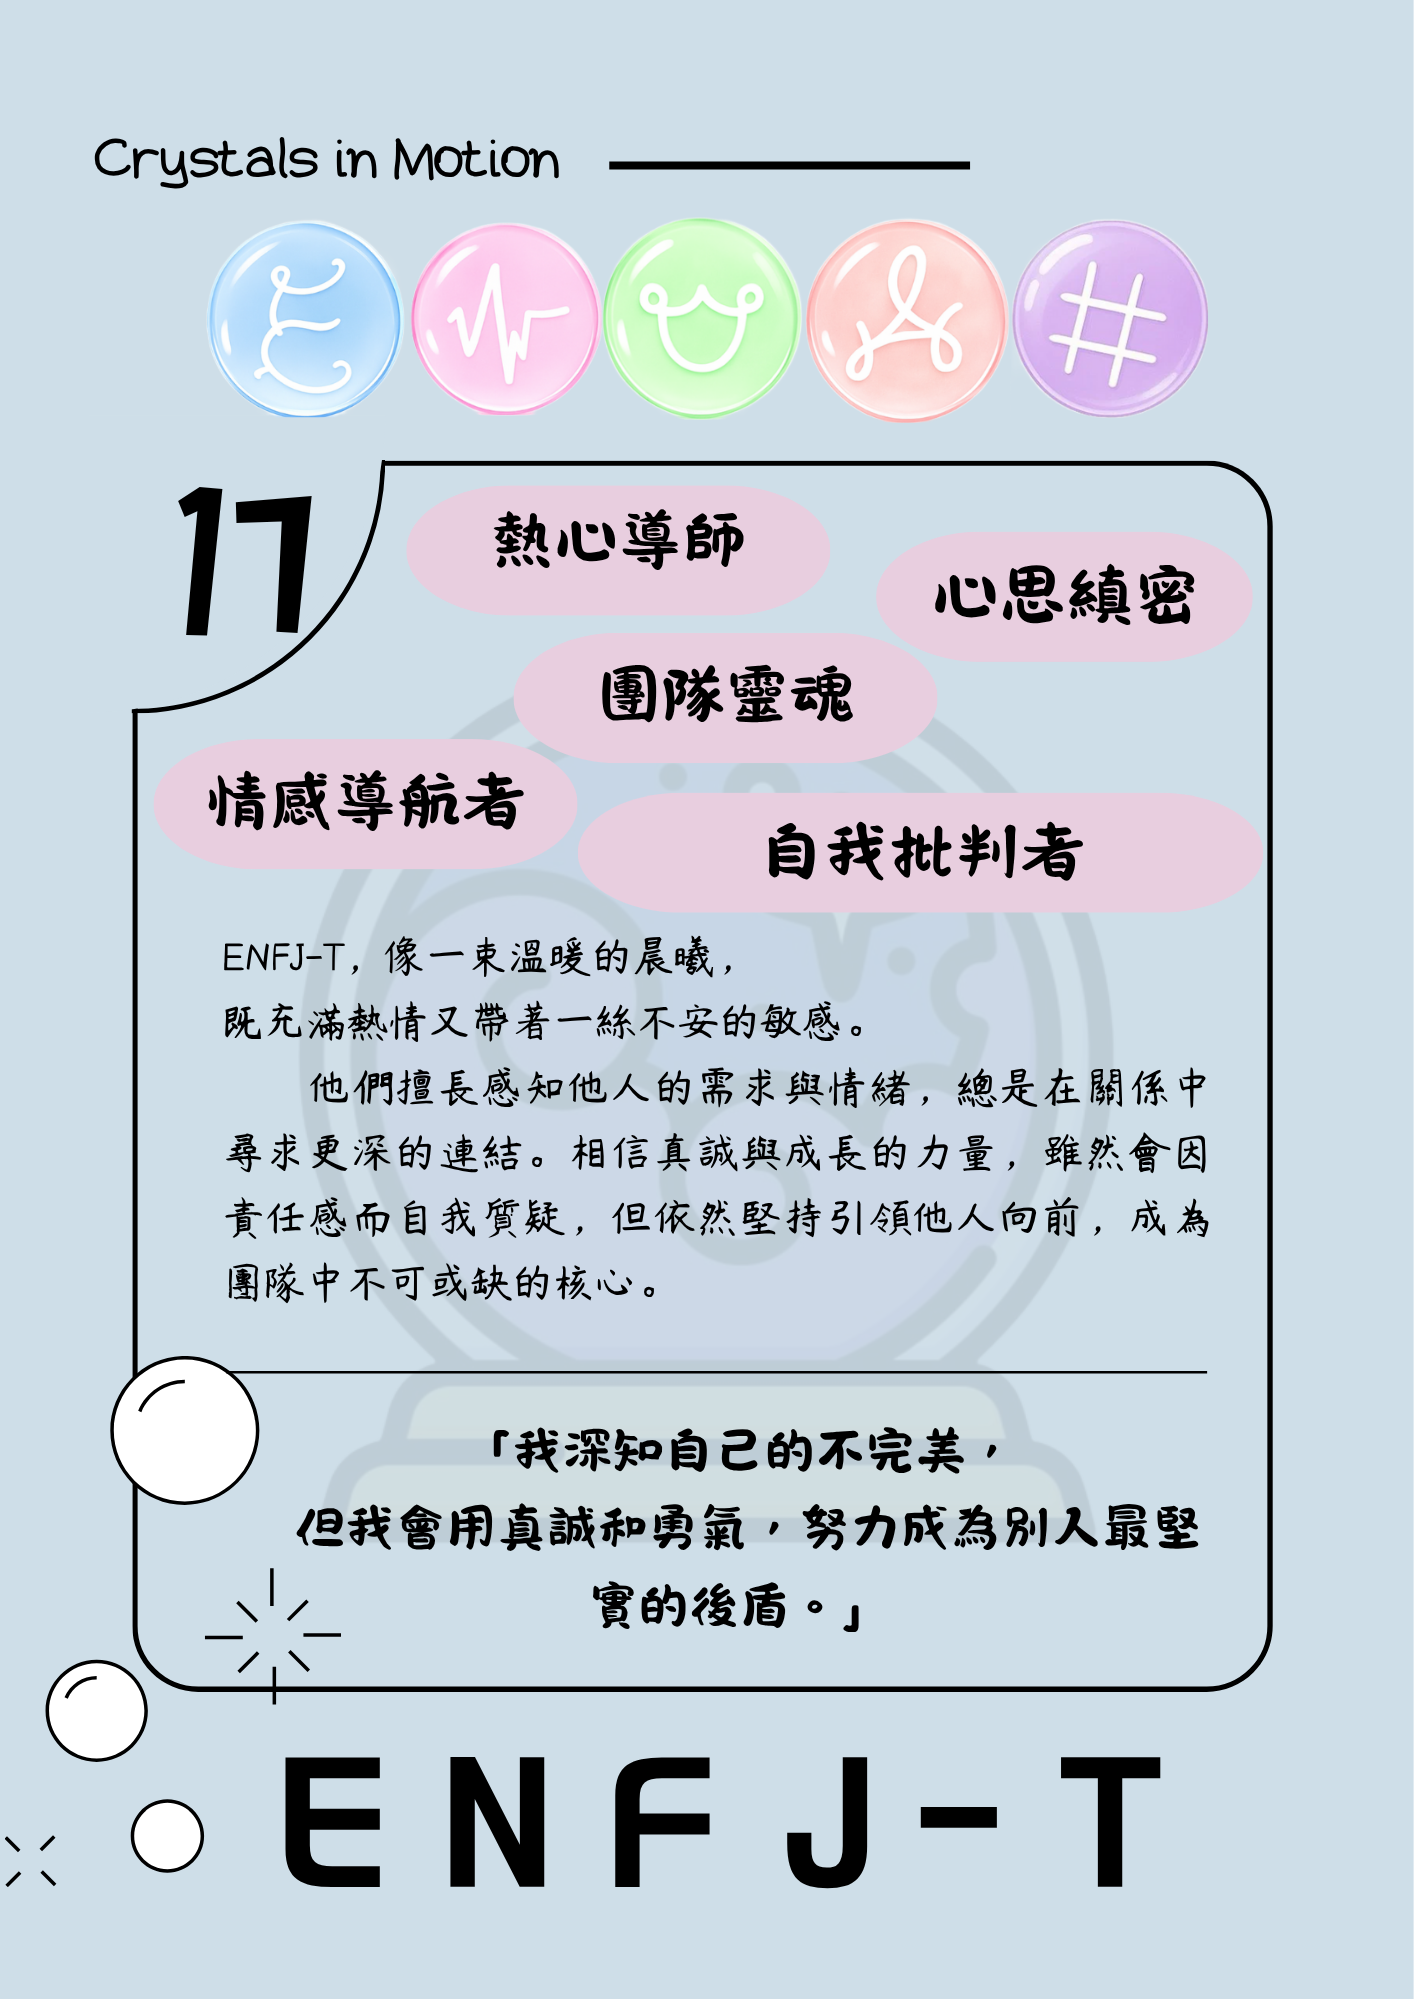 Crystals in Motion
17
熱心導師
心思縝密
團隊靈魂
情感導航者
自我批判者
ENFJ-T，像一束溫暖的晨曦，
既充滿熱情又帶著一絲不安的敏感。
他們擅長感知他人的需求與情緒，總是在關係中
尋求更深的連結。相信真誠與成長的力量，雖然會因
責任感而自我質疑，但依然堅持引領他人向前，成為
團隊中不可或缺的核心。
「我深知自己的不完美，
但我會用真誠和勇氣，努力成為別人最堅
實的後盾。」
ENFJ-T